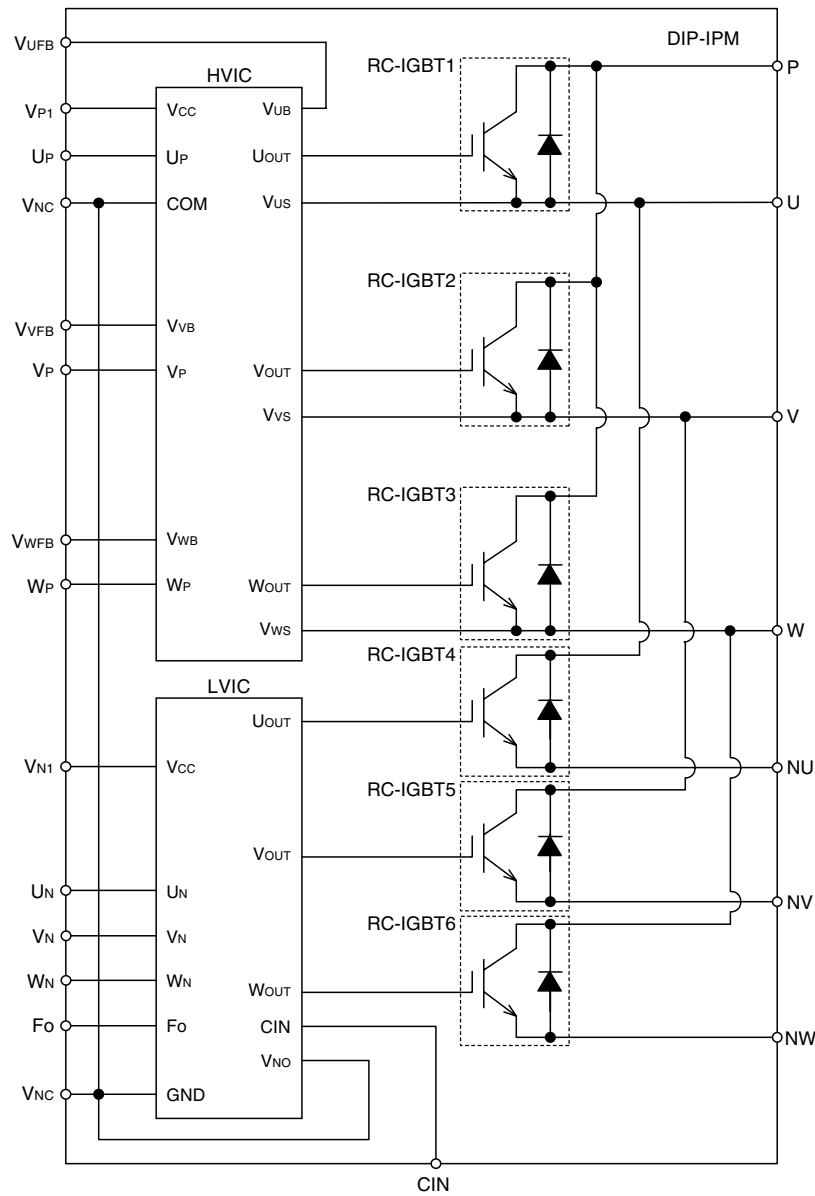 DIP-IPM
VUFB
HVIC
RC-IGBT1
P
VP1
VCC
VUB
UP
UP
UOUT
VNC
COM
VUS
U
RC-IGBT2
VVFB
VVB
VP
VP
VOUT
VVS
V
RC-IGBT3
VWFB
VWB
WP
WP
WOUT
VWS
W
RC-IGBT4
LVIC
UOUT
VN1
VCC
NU
RC-IGBT5
VOUT
UN
UN
NV
RC-IGBT6
VN
VN
WN
WN
WOUT
Fo
Fo
CIN
NW
VNO
VNC
GND
CIN